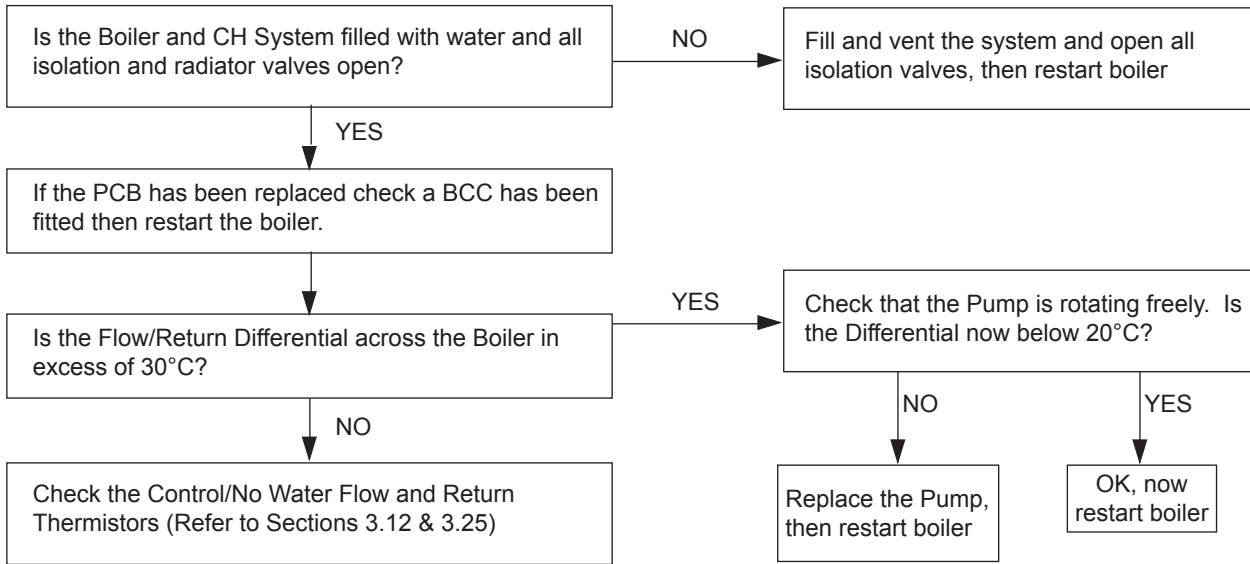 Is the Boiler and CH System filled with water and all
isolation and radiator valves open?
NO
Fill and vent the system and open all
isolation valves, then restart boiler
YES
If the PCB has been replaced check a BCC has been
fitted then restart the boiler.
Is the Flow/Return Differential across the Boiler in
excess of 30°C?
YES
Check that the Pump is rotating freely.  Is
the Differential now below 20°C?
NO
Check the Control/No Water Flow and Return
Thermistors (Refer to Sections 3.12 & 3.25)
NO
Replace the Pump,
then restart boiler
YES
OK, now
restart boiler